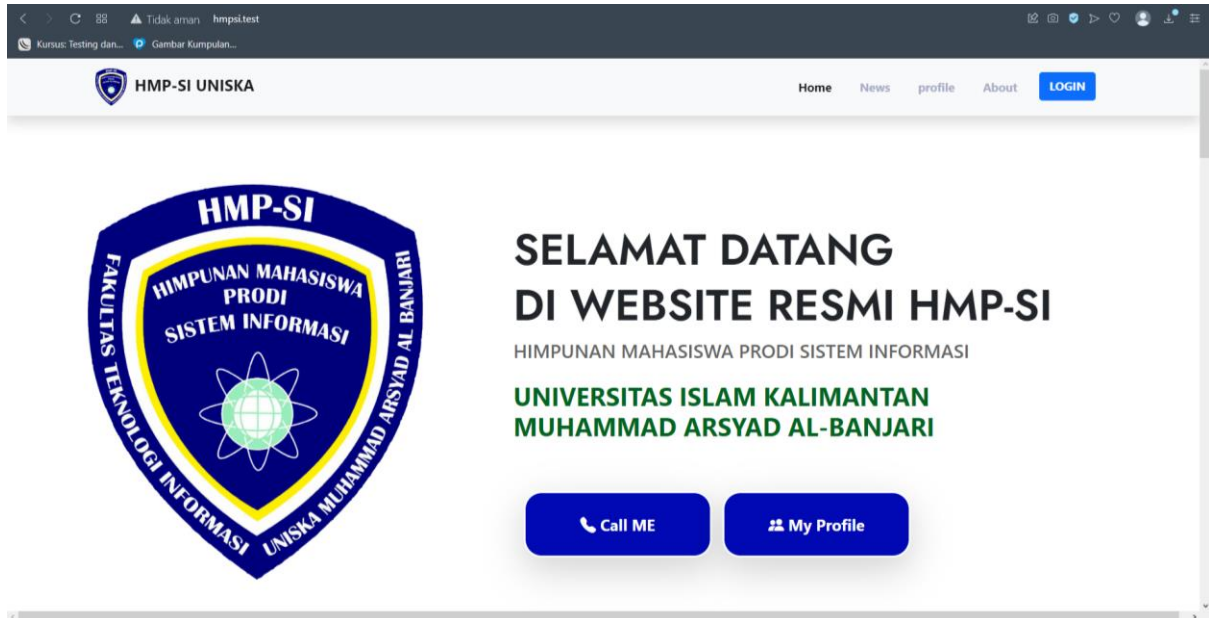 Tidak aman hmpsi.test
Kursus: Testing dan... Gambar Kumpulan...
HMP-SI UNISKA
Home News profile About LOGIN
HMP-SI
HIMPUNAN MAHASISWA
PRODI
SISTEM INFORMASI
FAKULTAS TEKNOLOGI INFORMASI
UNISKA MUHAMMAD ARSYAD AL BANJARI
SELAMAT DATANG
DI WEBSITE RESMI HMP-SI
HIMPUNAN MAHASISWA PRODI SISTEM INFORMASI
UNIVERSITAS ISLAM KALIMANTAN
MUHAMMAD ARSYAD AL-BANJARI
Call ME
My Profile